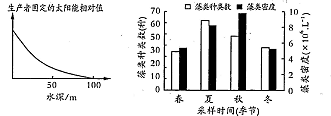 生产者固定的太阳能相对值
0
50
100
水深/m
藻类种类数 藻类密度
藻类种类数(种)
70
60
50
40
30
20
10
0
10
8
6
4
2
0
藻类密度(×10⁴.L⁻¹)
春 夏 秋 冬
采样时间(季节)